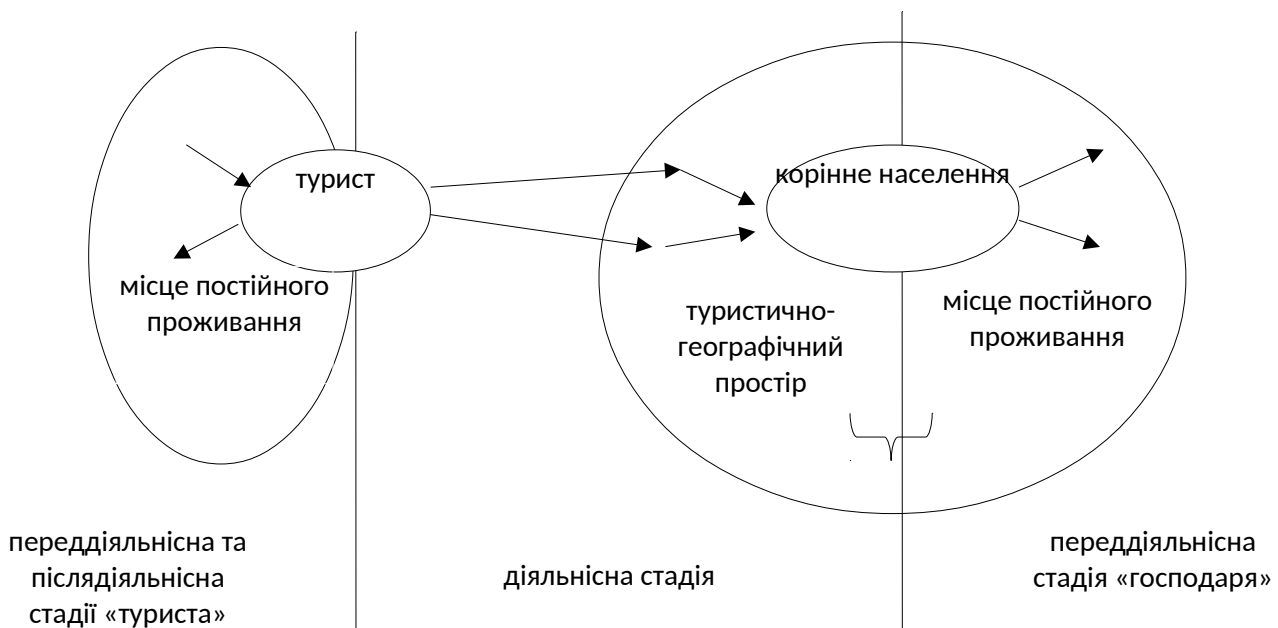 турист
корінне населення
місце постійного
проживання
туристично-
географічний
простір
місце постійного
проживання
переддіяльнісна та
післядіяльнісна
стадії «туриста»
діяльнісна стадія
переддіяльнісна
стадія «господаря»